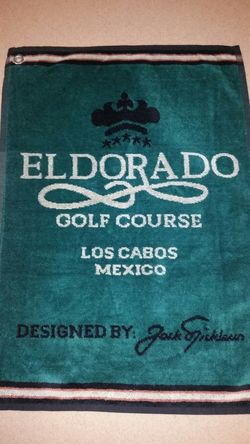 ELDORADO
GOLF COURSE
LOS CABOS
MEXICO
DESIGNED BY: Jack Nicklaus